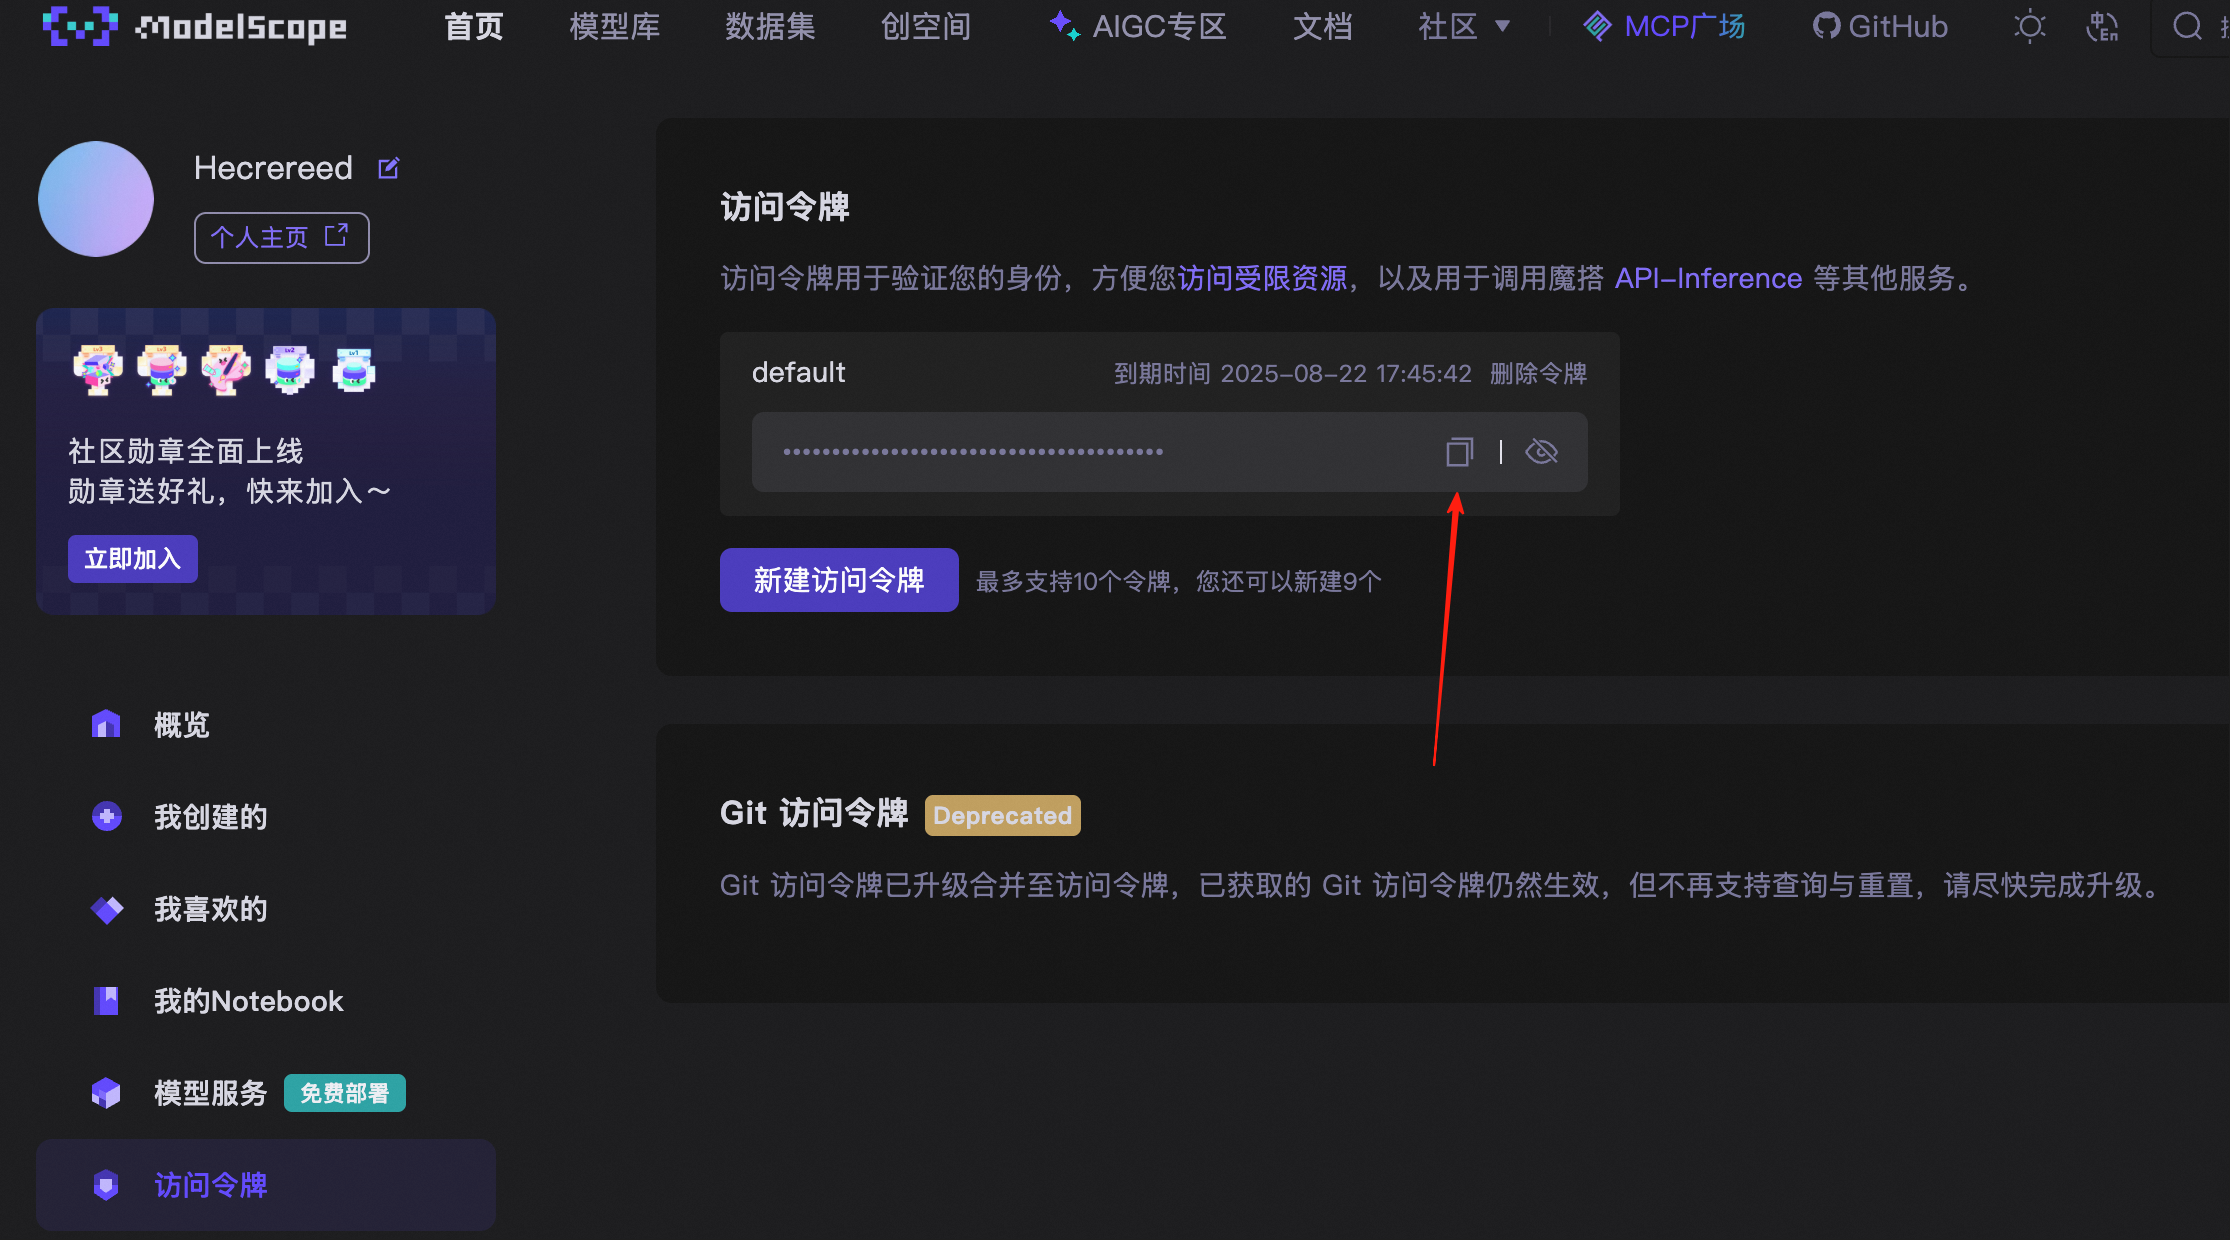 ModelScope 首页 模型库 数据集 创空间 AIGC专区 文档 社区 MCP广场 GitHub
Hecrereed
个人主页
社区勋章全面上线
勋章送好礼，快来加入～
立即加入
概览
我创建的
我喜欢的
我的Notebook
模型服务 免费部署
访问令牌
访问令牌
访问令牌用于验证您的身份，方便您访问受限资源，以及用于调用魔搭 API-Inference 等其他服务。
default 到期时间 2025-08-22 17:45:42 删除令牌
新建访问令牌 最多支持10个令牌，您还可以新建9个
Git 访问令牌 Deprecated
Git 访问令牌已升级合并至访问令牌，已获取的 Git 访问令牌仍然生效，但不再支持查询与重置，请尽快完成升级。